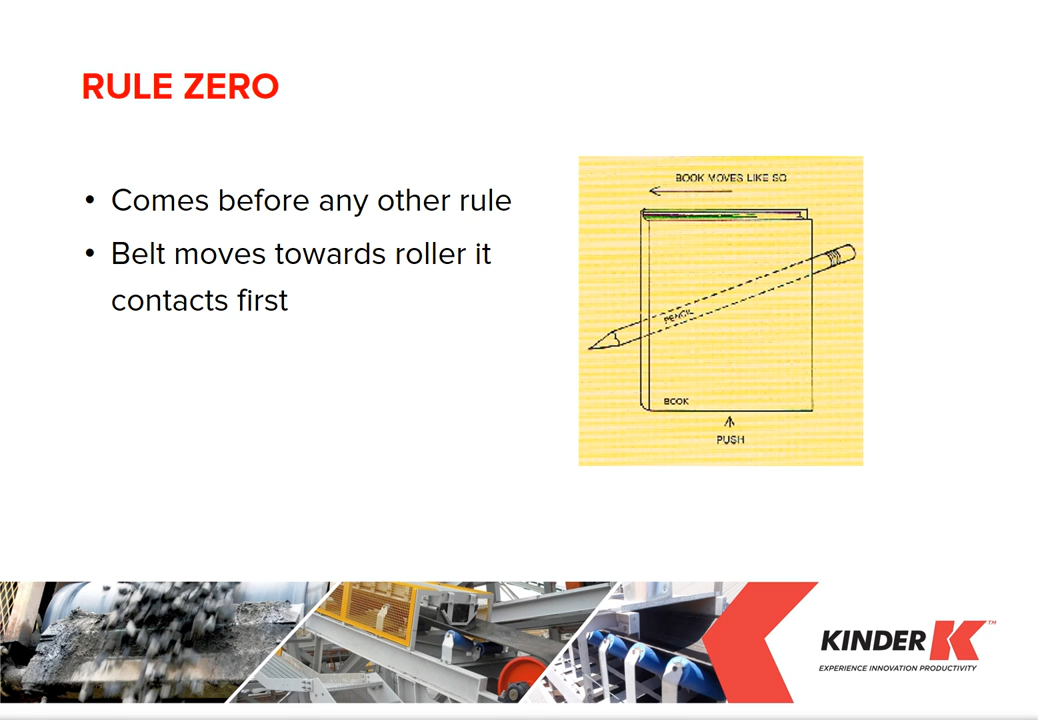 RULE ZERO
• Comes before any other rule
• Belt moves towards roller it
contacts first
BOOK MOVES LIKE SO
PENCIL
BOOK
PUSH
KINDER K™
EXPERIENCE INNOVATION PRODUCTIVITY